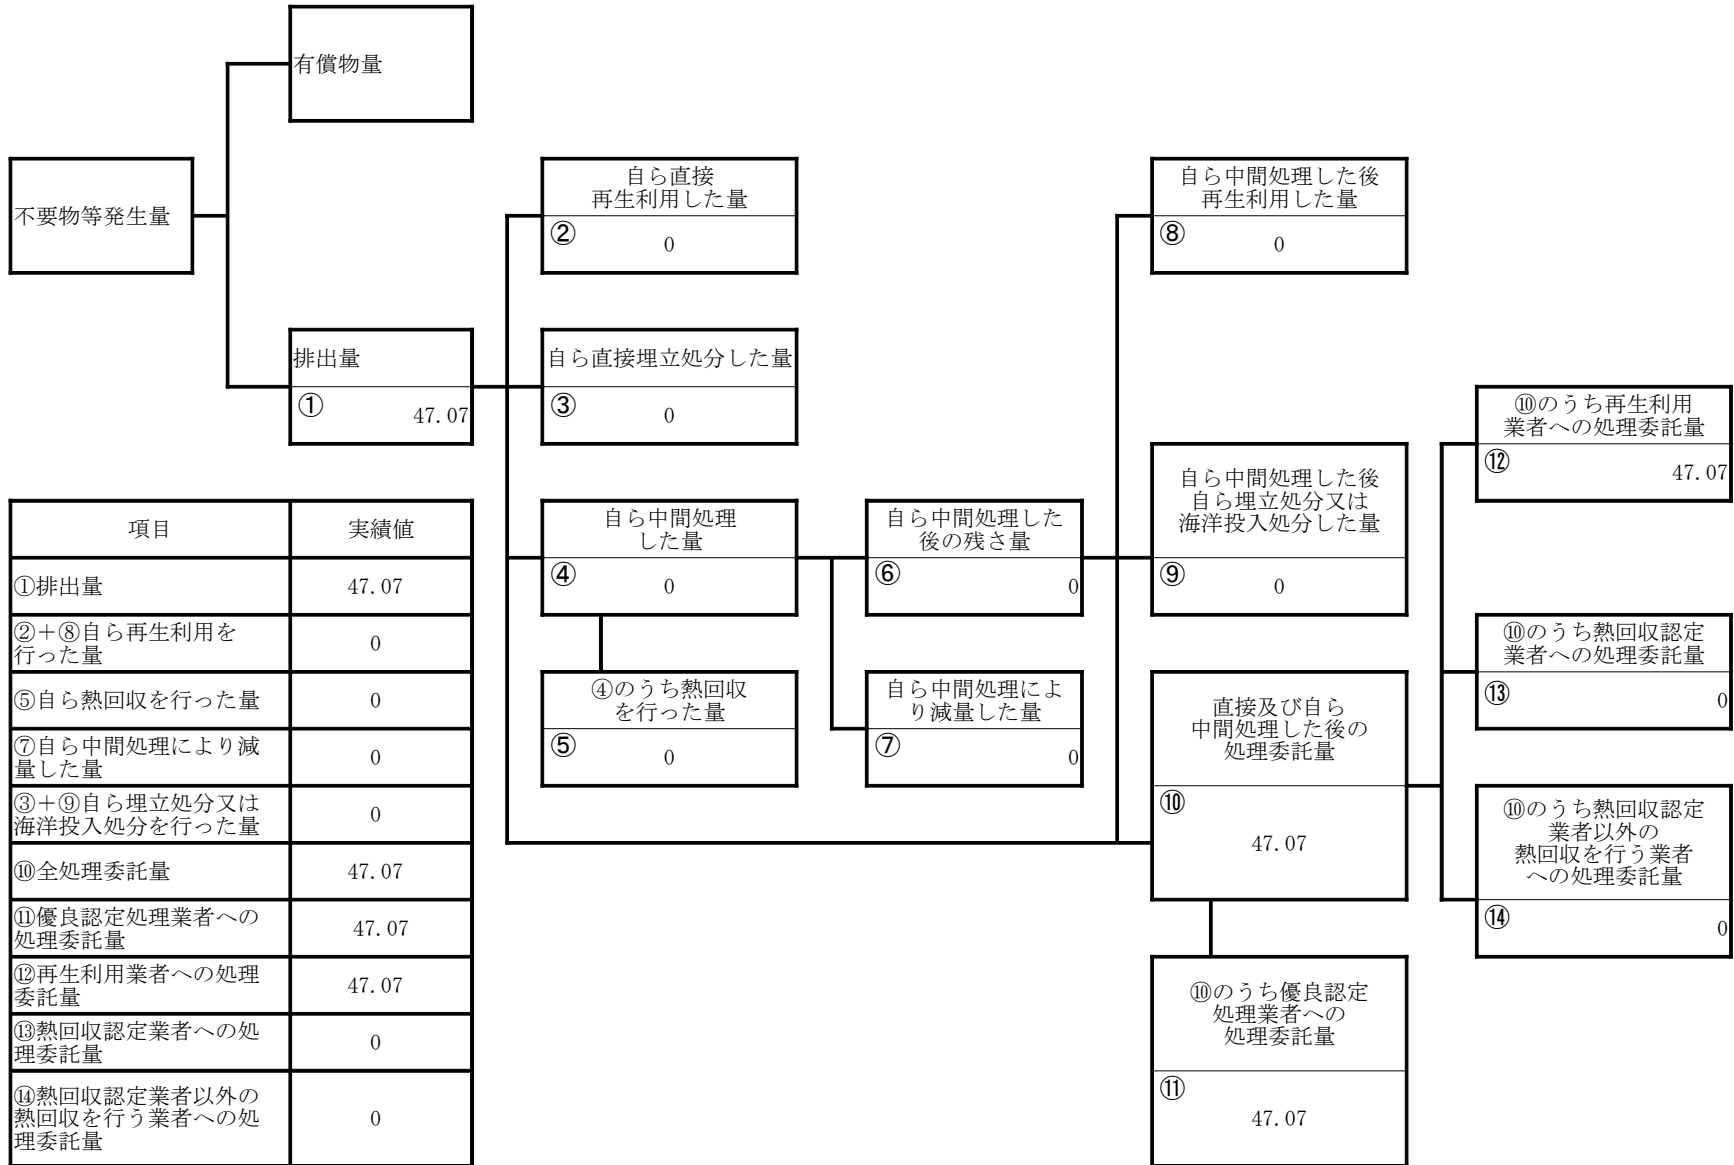 有償物量
不要物等発生量
排出量
①
47.07
自ら直接
再生利用した量
②
0
自ら直接埋立処分した量
③
0
自ら中間処理
した量
④
0
④のうち熱回収
を行った量
⑤
0
自ら中間処理した
後の残さ量
⑥
0
自ら中間処理によ
り減量した量
⑦
0
自ら中間処理した後
再生利用した量
⑧
0
自ら中間処理した後
自ら埋立処分又は
海洋投入処分した量
⑨
0
直接及び自ら
中間処理した後の
処理委託量
⑩
47.07
⑩のうち優良認定
処理業者への
処理委託量
⑪
47.07
⑩のうち再生利用
業者への処理委託量
⑫
47.07
⑩のうち熱回収認定
業者への処理委託量
⑬
0
⑩のうち熱回収認定
業者以外の
熱回収を行う業者
への処理委託量
⑭
0
項目 実績値
①排出量 47.07
②＋⑧自ら再生利用を
行った量 0
⑤自ら熱回収を行った量 0
⑦自ら中間処理により減
量した量 0
③＋⑨自ら埋立処分又は
海洋投入処分を行った量 0
⑩全処理委託量 47.07
⑪優良認定処理業者への
処理委託量 47.07
⑫再生利用業者への処理
委託量 47.07
⑬熱回収認定業者への処
理委託量 0
⑭熱回収認定業者以外の
熱回収を行う業者への処
理委託量 0